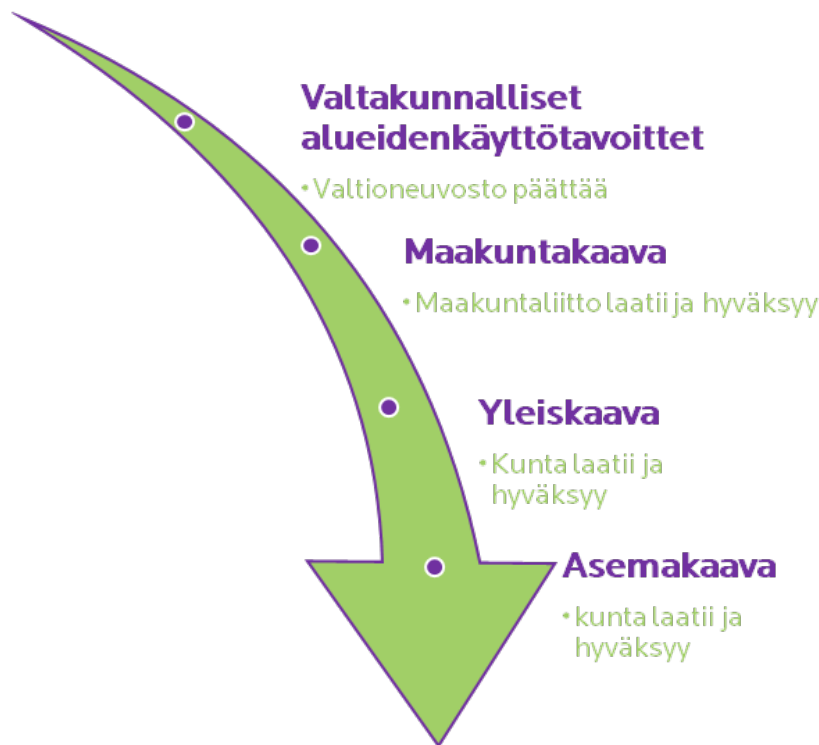 Valtakunnalliset
alueidenkäyttötavoittet
• Valtioneuvosto päättää
Maakuntakaava
• Maakuntaliitto laatii ja hyväksyy
Yleiskaava
• Kunta laatii ja
hyväksyy
Asemakaava
• kunta laatii ja
hyväksyy